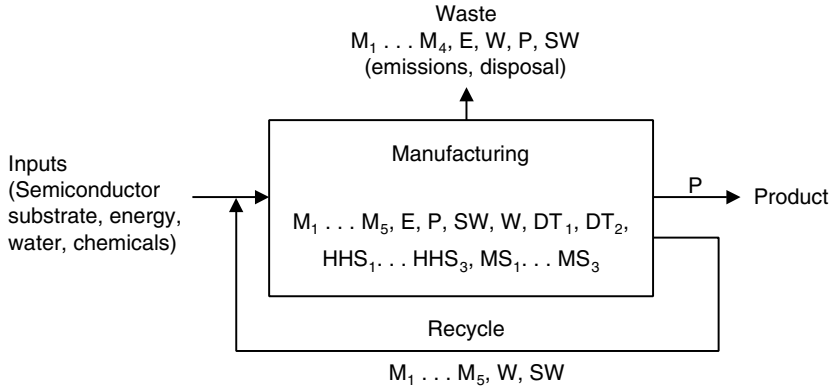 Waste
M₁ . . . M₄, E, W, P, SW
(emissions, disposal)
Inputs
(Semiconductor
substrate, energy,
water, chemicals)
Manufacturing
M₁ . . . M₅, E, P, SW, W, DT₁, DT₂,
HHS₁. . . HHS₃, MS₁. . . MS₃
P
Product
Recycle
M₁ . . . M₅, W, SW